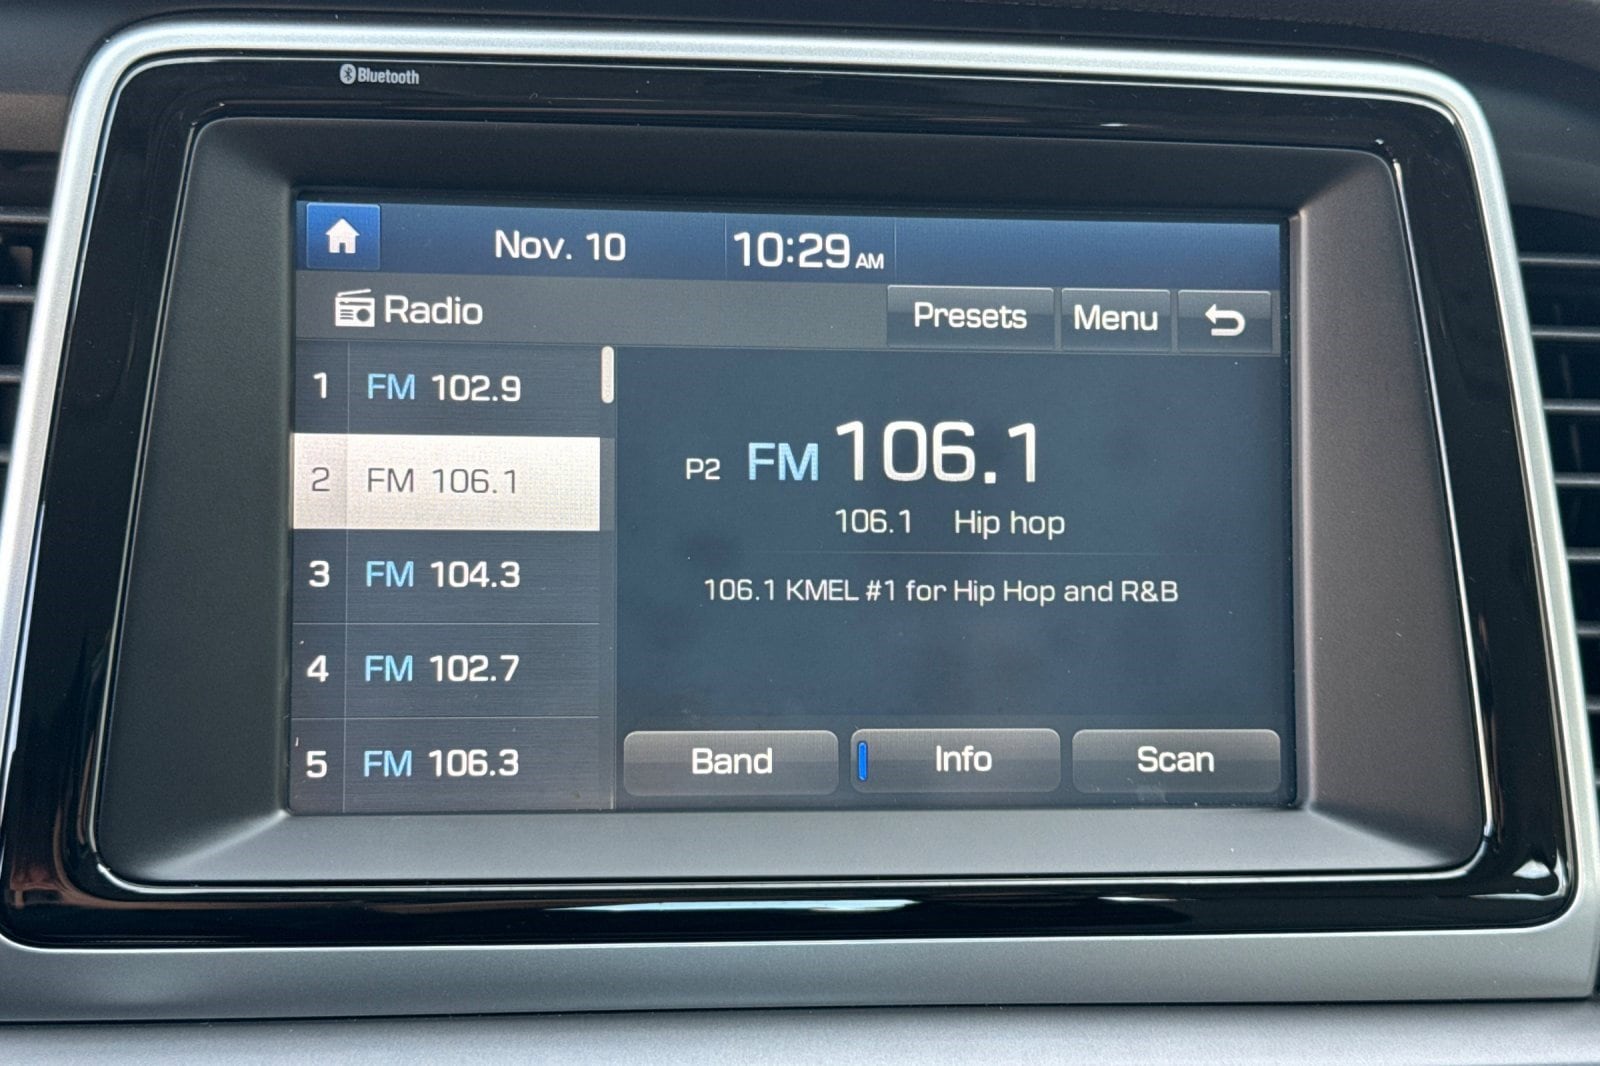 Bluetooth
Nov. 10 10:29 AM
Radio Presets Menu
1 FM 102.9
2 FM 106.1
3 FM 104.3
4 FM 102.7
5 FM 106.3
P2 FM 106.1
106.1 Hip hop
106.1 KMEL #1 for Hip Hop and R&B
Band Info Scan